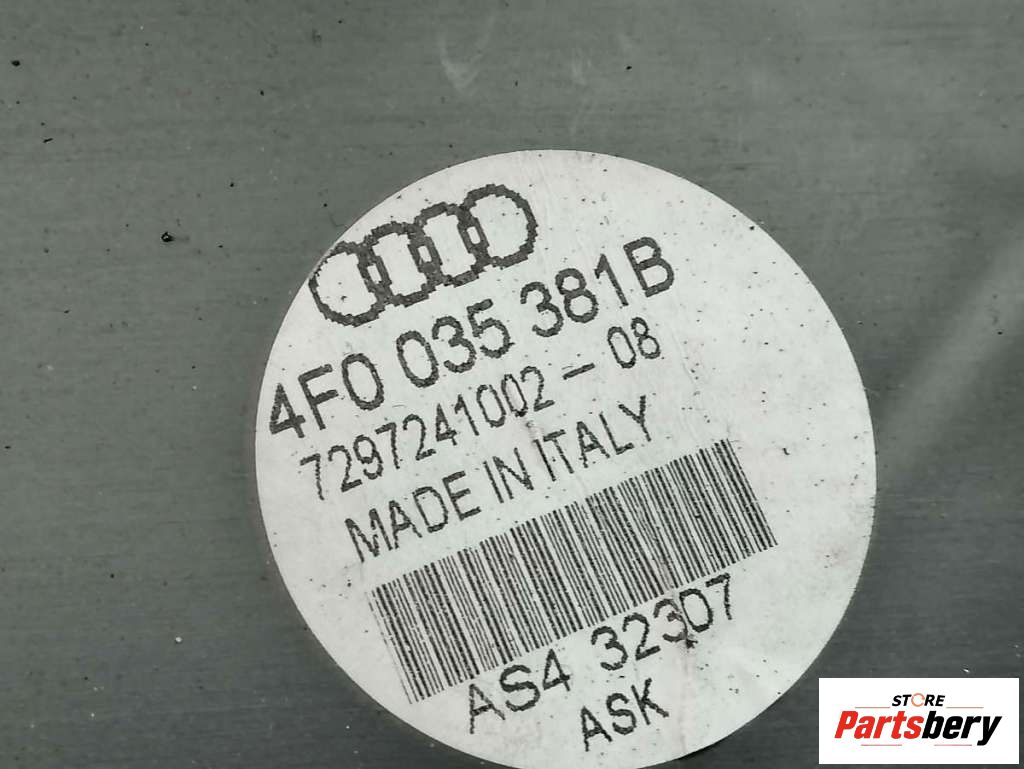 4F0 035 381B
7297241002-08
MADE IN ITALY
AS4 32307
ASK
STORE
Partsbery